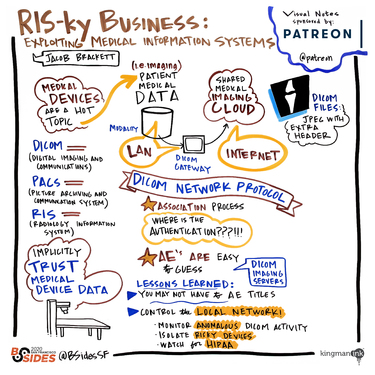 RIS-ky Business:
Exploiting Medical Information Systems
Jacob Brackett
Visual Notes
sponsored by:
PATREON
@patreon
Medical
Devices
are a hot
topic
(i.e. imaging)
Patient
Medical
Data
Modality
LAN
Dicom
Gateway
Shared
Medical
Imaging
Cloud
Internet
Dicom
Files:
JPEG with
extra
header
Dicom
(Digital Imaging and
Communications)
PACS
(Picture Archiving and
Communication System)
RIS
(Radiology Information
System)
Implicitly
Trust
Medical
Device Data
Dicom Network Protocol
Association Process
Where is the
Authentication???!!!
AE's are easy
to guess
Dicom
Imaging
Servers
Lessons Learned:
You may not have AE titles
Control the Local Network!
- Monitor anomalous Dicom activity
- Isolate risky devices
- Watch for HIPAA
BSIDES
2020
San Francisco
@BSidesSF
kingmanink